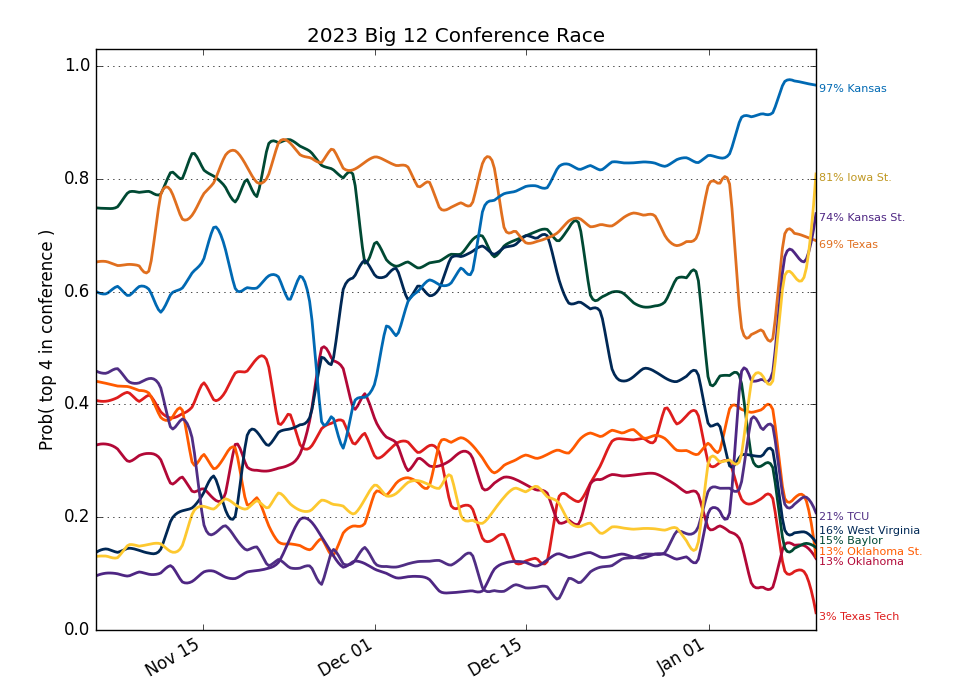 2023 Big 12 Conference Race
Prob( top 4 in conference )
1.0
0.8
0.6
0.4
0.2
0.0
Nov 15
Dec 01
Dec 15
Jan 01
97% Kansas
81% Iowa St.
74% Kansas St.
69% Texas
21% TCU
16% West Virginia
15% Baylor
13% Oklahoma St.
13% Oklahoma
3% Texas Tech